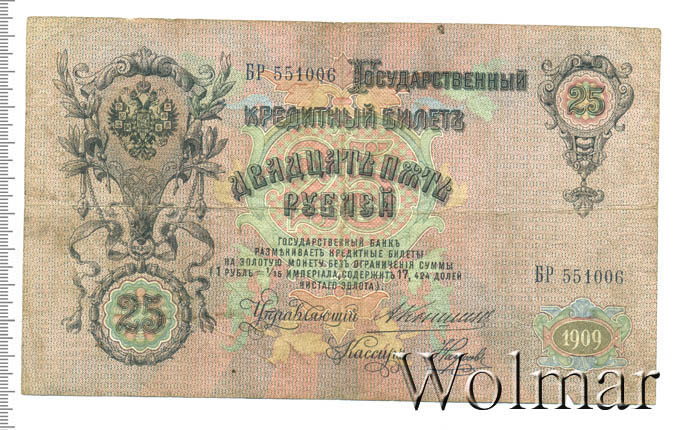 БР 551006
Государственный
кредитный билетъ
25
двадцать пять
рублей
25
Государственный банкъ
размѣниваетъ кредитные билеты
на золотую монету безъ ограниченія суммы
(1 рубль = 1/15 имперіала, содержитъ 17,424 долей
чистаго золота).
БР 551006
25
Управляющій
Кассиръ
1909
Wolmar